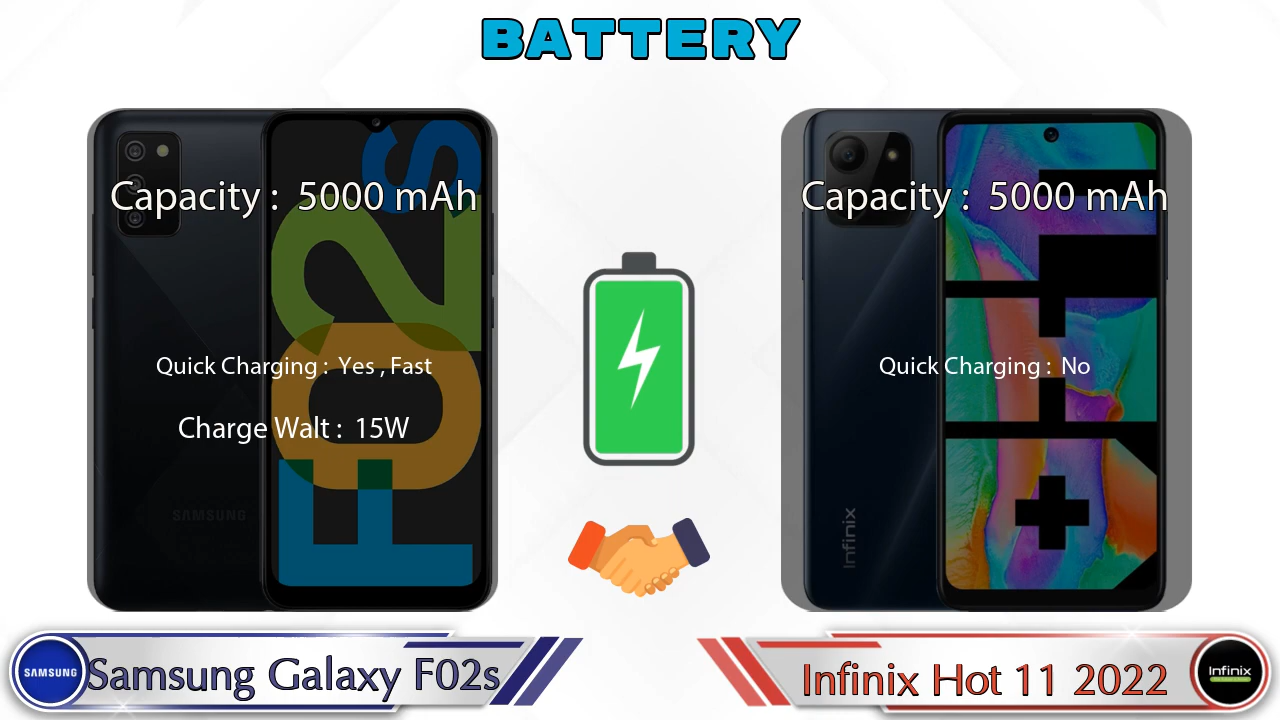 BATTERY
Capacity : 5000 mAh
Quick Charging : Yes , Fast
Charge Walt : 15W
SAMSUNG
F02s
Capacity : 5000 mAh
Quick Charging : No
Infinix
SAMSUNG
Samsung Galaxy F02s
Infinix Hot 11 2022
Infinix